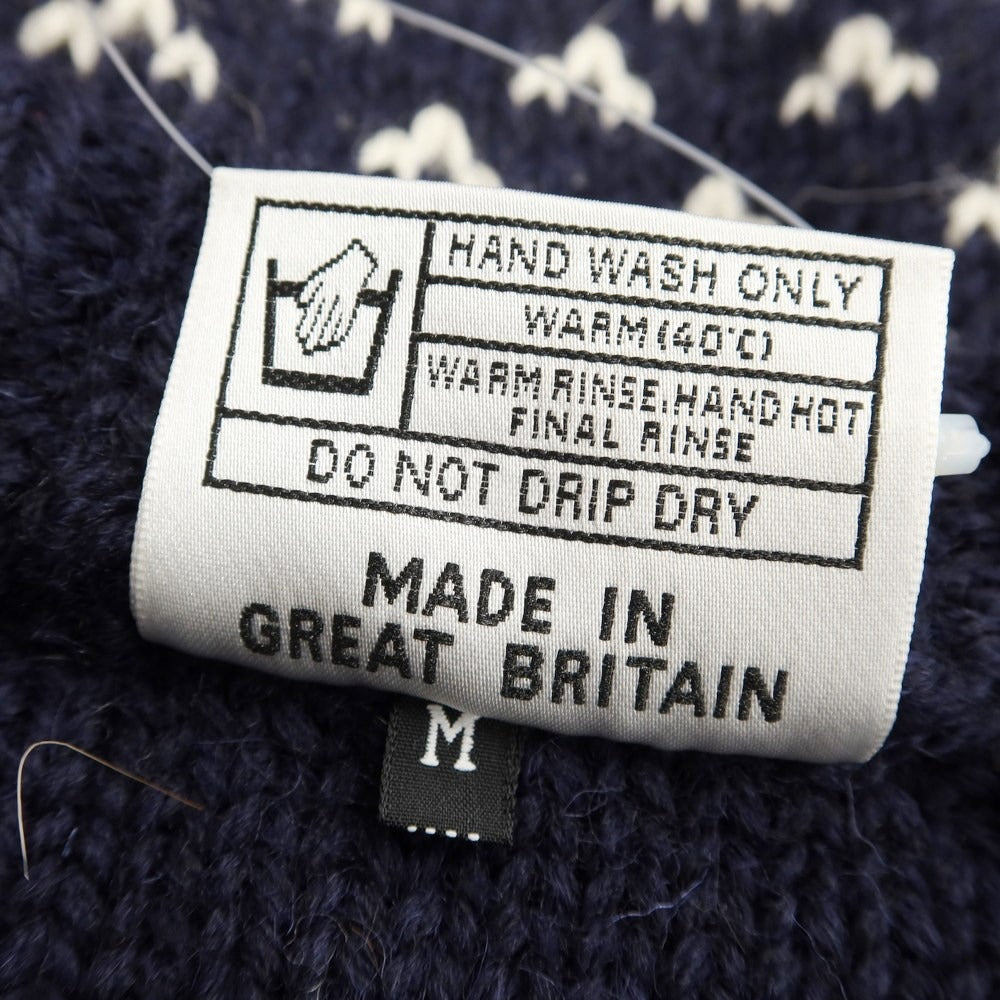 HAND WASH ONLY
WARM(40°C)
WARM RINSE.HAND HOT
FINAL RINSE
DO NOT DRIP DRY
MADE IN
GREAT BRITAIN
M